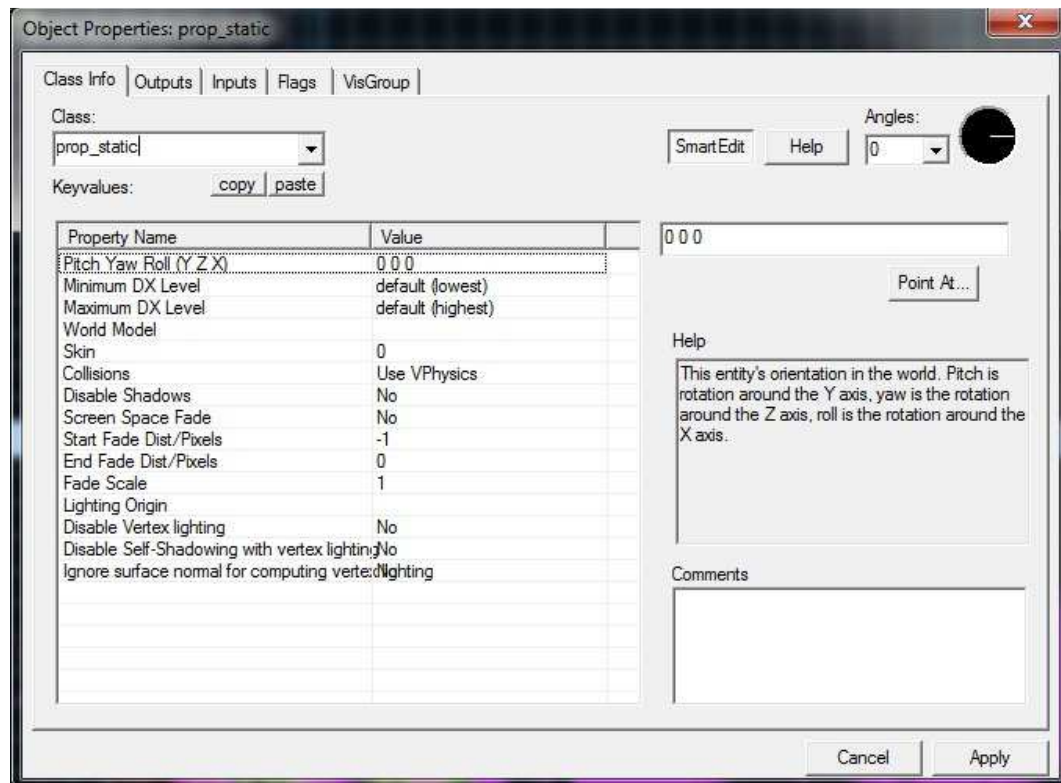 Object Properties: prop_static
Class Info Outputs Inputs Flags VisGroup
Class:
prop_static
Keyvalues: copy paste
SmartEdit Help
Angles:
0
Property Name Value
Pitch Yaw Roll (Y Z X) 0 0 0
Minimum DX Level default (lowest)
Maximum DX Level default (highest)
World Model
Skin 0
Collisions Use VPhysics
Disable Shadows No
Screen Space Fade No
Start Fade Dist/Pixels -1
End Fade Dist/Pixels 0
Fade Scale 1
Lighting Origin
Disable Vertex lighting No
Disable Self-Shadowing with vertex lighting No
Ignore surface normal for computing vertex lighting No
0 0 0
Point At...
Help
This entity's orientation in the world. Pitch is
rotation around the Y axis, yaw is the rotation
around the Z axis, roll is the rotation around the
X axis.
Comments
Cancel Apply